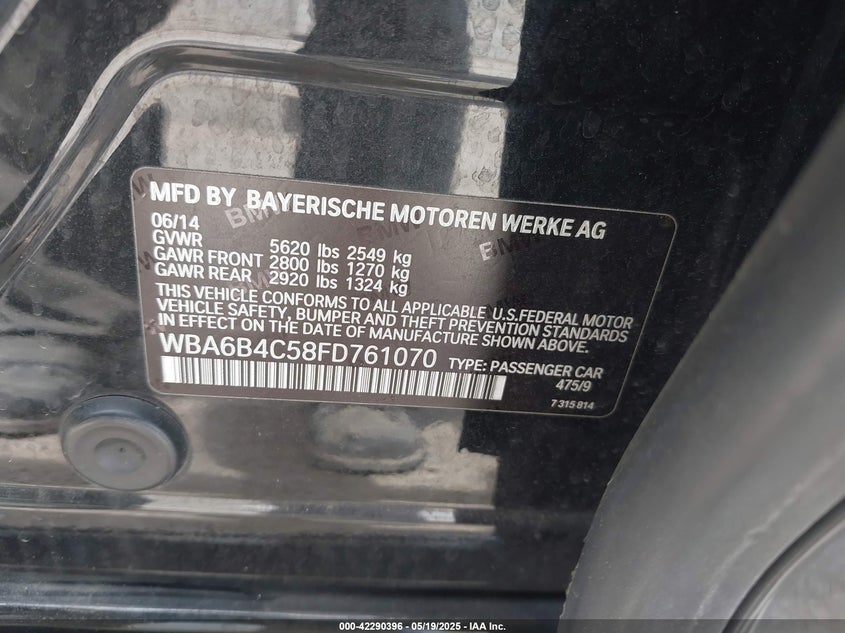 MFD BY BAYERISCHE MOTOREN WERKE AG
06/14
GVWR 5620 lbs 2549 kg
GAWR FRONT 2800 lbs 1270 kg
GAWR REAR 2920 lbs 1324 kg
THIS VEHICLE CONFORMS TO ALL APPLICABLE U.S.FEDERAL MOTOR
VEHICLE SAFETY, BUMPER AND THEFT PREVENTION STANDARDS
IN EFFECT ON THE DATE OF MANUFACTURE SHOWN ABOVE.
WBA6B4C58FD761070 TYPE: PASSENGER CAR
475/9
7 315 814
000-42290396 - 05/19/2025 - IAA Inc.